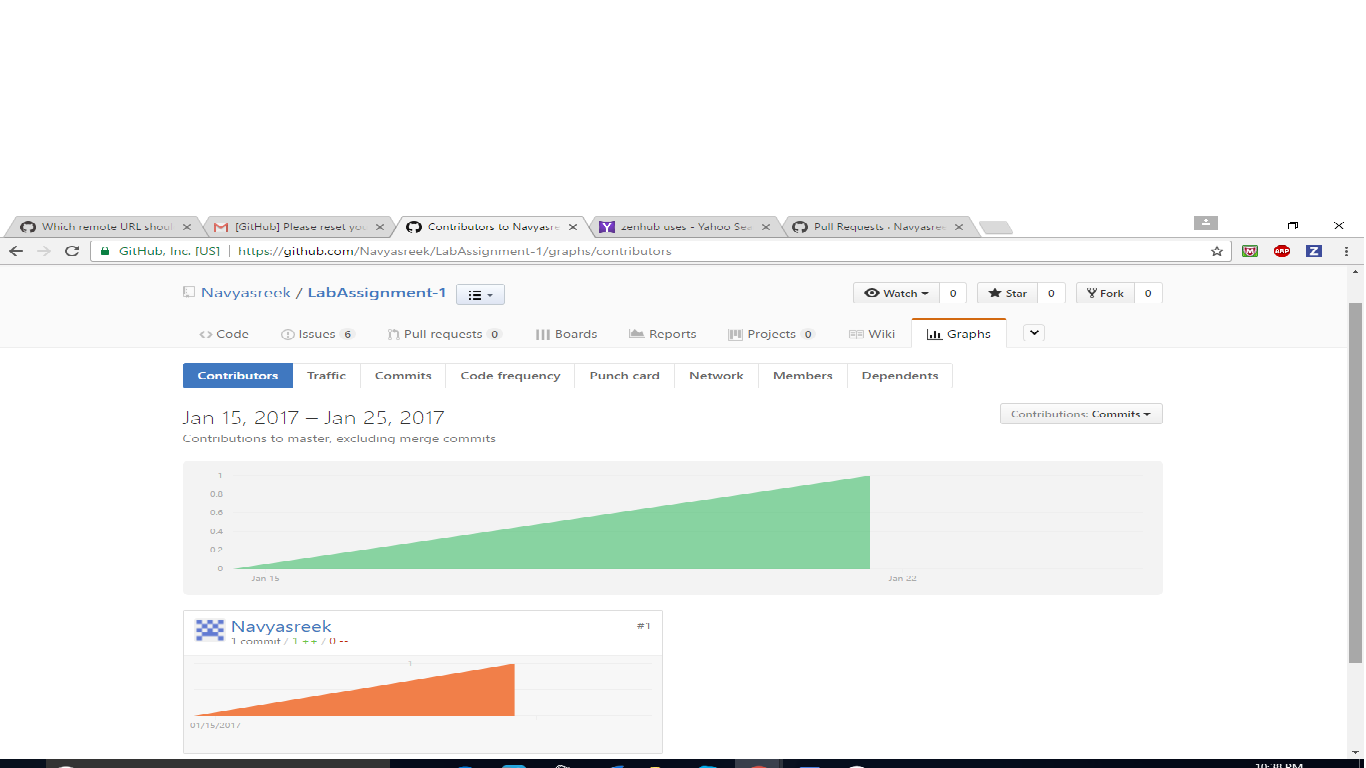 Which remote URL shoul
[GitHub] Please reset you
Contributors to Navyasre
zenhub uses - Yahoo Sea
Pull Requests · Navyasree
GitHub, Inc. [US] | https://github.com/Navyasreek/LabAssignment-1/graphs/contributors
ABP
Z
Navyasreek / LabAssignment-1
Watch 0
Star 0
Fork 0
Code
Issues 6
Pull requests 0
Boards
Reports
Projects 0
Wiki
Graphs
Contributors
Traffic
Commits
Code frequency
Punch card
Network
Members
Dependents
Jan 15, 2017 – Jan 25, 2017
Contributions: Commits
Contributions to master, excluding merge commits
1
0.8
0.6
0.4
0.2
0
Jan 15
Jan 22
Navyasreek
#1
1 commit / 1 ++ / 0 --
1
01/15/2017